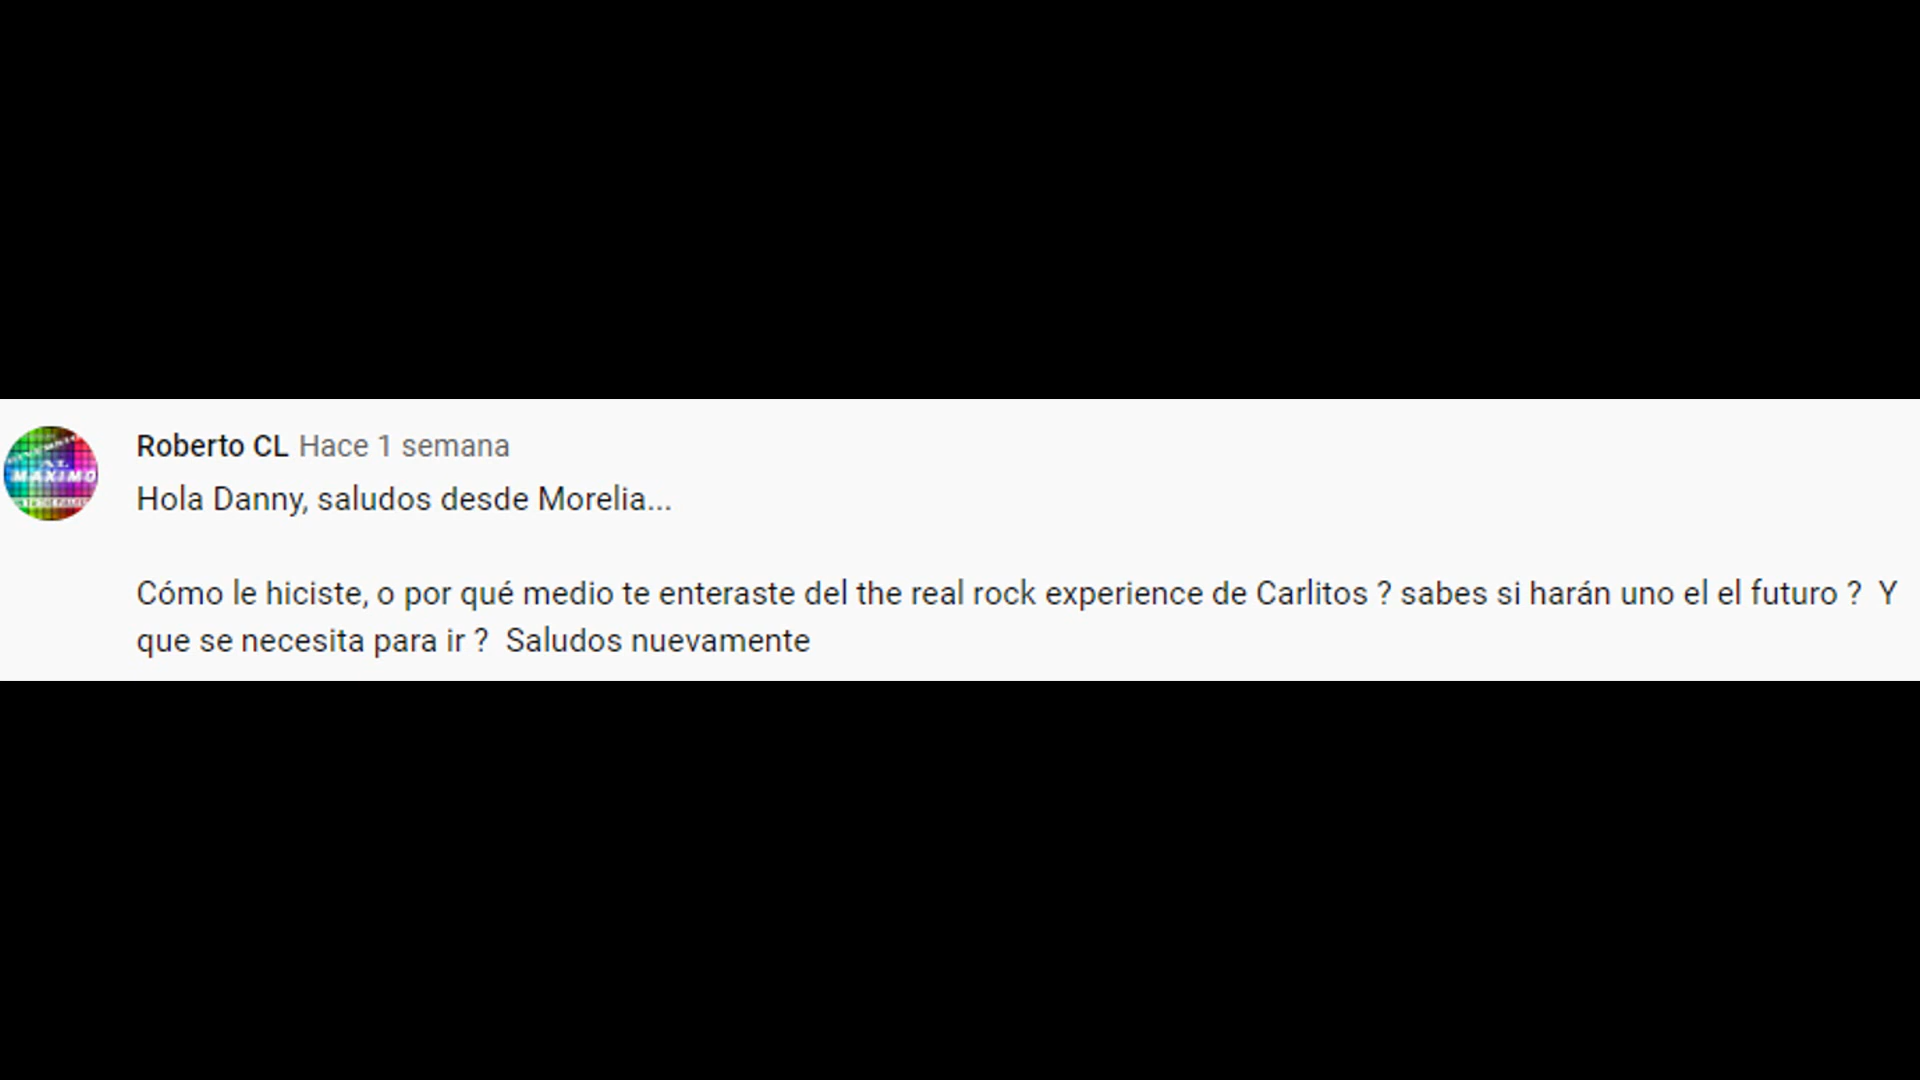 Roberto CL Hace 1 semana
MAXIMO
Hola Danny, saludos desde Morelia...
Cómo le hiciste, o por qué medio te enteraste del the real rock experience de Carlitos ? sabes si harán uno el el futuro ? Y
que se necesita para ir ? Saludos nuevamente